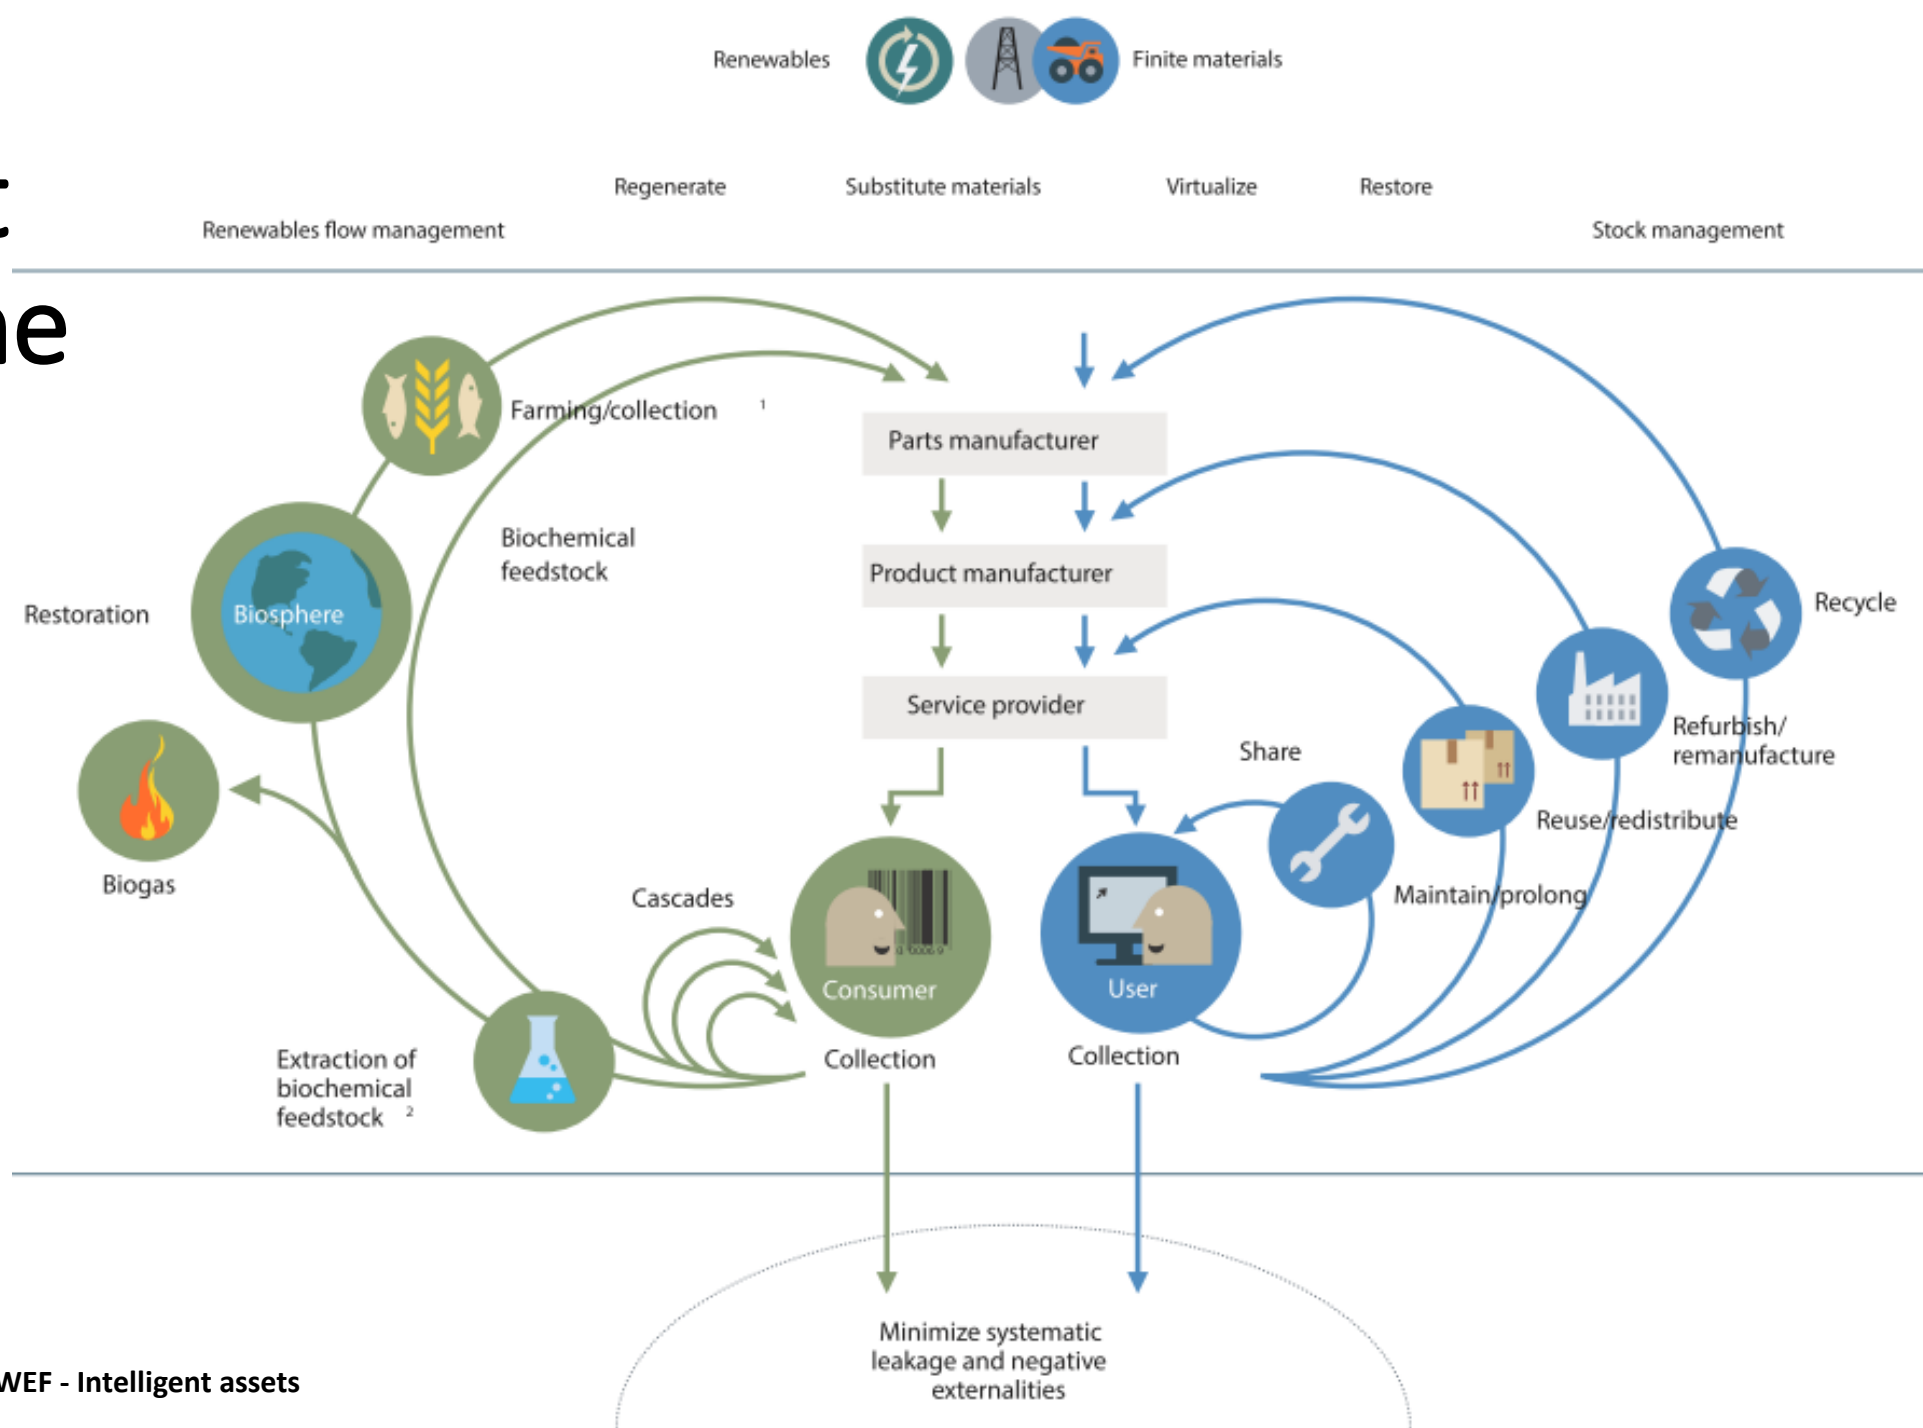 Renewables
Finite materials
Regenerate
Substitute materials
Virtualize
Restore
Renewables flow management
Stock management
Farming/collection 1
Parts manufacturer
Biochemical
feedstock
Product manufacturer
Restoration
Biosphere
Recycle
Service provider
Share
Refurbish/
remanufacture
Reuse/redistribute
Biogas
Cascades
Maintain/prolong
Consumer
User
Collection
Collection
Extraction of
biochemical
feedstock 2
Minimize systematic
leakage and negative
externalities
WEF - Intelligent assets